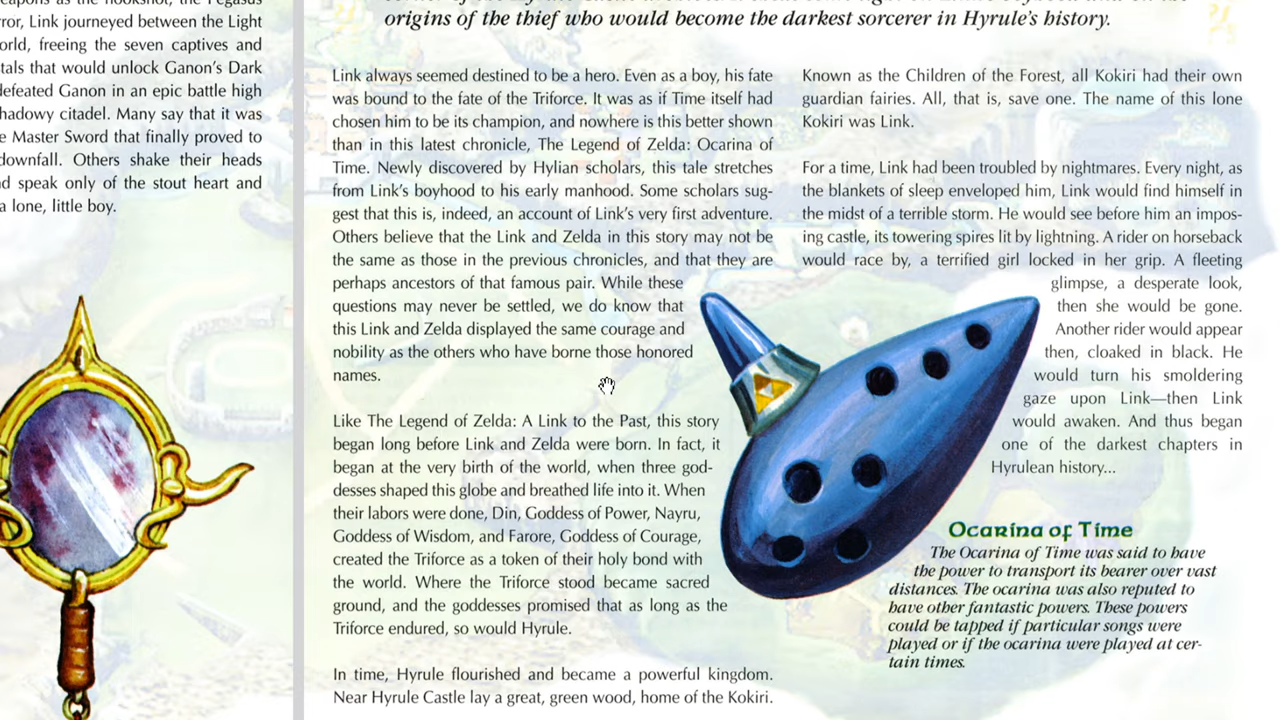 ror, Link journeyed between the Light
orld, freeing the seven captives and
tals that would unlock Ganon's Dark
defeated Ganon in an epic battle high
hadowy citadel. Many say that it was
e Master Sword that finally proved to
downfall. Others shake their heads
nd speak only of the stout heart and
a lone, little boy.
origins of the thief who would become the darkest sorcerer in Hyrule's history.
Link always seemed destined to be a hero. Even as a boy, his fate
was bound to the fate of the Triforce. It was as if Time itself had
chosen him to be its champion, and nowhere is this better shown
than in this latest chronicle, The Legend of Zelda: Ocarina of
Time. Newly discovered by Hylian scholars, this tale stretches
from Link's boyhood to his early manhood. Some scholars sug-
gest that this is, indeed, an account of Link's very first adventure.
Others believe that the Link and Zelda in this story may not be
the same as those in the previous chronicles, and that they are
perhaps ancestors of that famous pair. While these
questions may never be settled, we do know that
this Link and Zelda displayed the same courage and
nobility as the others who have borne those honored
names.
Like The Legend of Zelda: A Link to the Past, this story
began long before Link and Zelda were born. In fact, it
began at the very birth of the world, when three god-
desses shaped this globe and breathed life into it. When
their labors were done, Din, Goddess of Power, Nayru,
Goddess of Wisdom, and Farore, Goddess of Courage,
created the Triforce as a token of their holy bond with
the world. Where the Triforce stood became sacred
ground, and the goddesses promised that as long as the
Triforce endured, so would Hyrule.
In time, Hyrule flourished and became a powerful kingdom.
Near Hyrule Castle lay a great, green wood, home of the Kokiri.
Known as the Children of the Forest, all Kokiri had their own
guardian fairies. All, that is, save one. The name of this lone
Kokiri was Link.
For a time, Link had been troubled by nightmares. Every night, as
the blankets of sleep enveloped him, Link would find himself in
the midst of a terrible storm. He would see before him an impos-
ing castle, its towering spires lit by lightning. A rider on horseback
would race by, a terrified girl locked in her grip. A fleeting
glimpse, a desperate look,
then she would be gone.
Another rider would appear
then, cloaked in black. He
would turn his smoldering
gaze upon Link—then Link
would awaken. And thus began
one of the darkest chapters in
Hyrulean history...
Ocarina of Time
The Ocarina of Time was said to have
the power to transport its bearer over vast
distances. The ocarina was also reputed to
have other fantastic powers. These powers
could be tapped if particular songs were
played or if the ocarina were played at cer-
tain times.